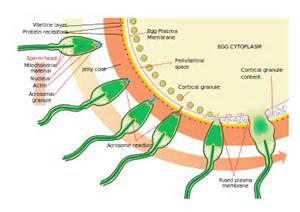 Vitelline layer
Protein receptors
Sperm head
Mitochondrial
material
Nucleus
Actin
Acrosomal
granule
Jelly coat
Egg Plasma
Membrane
Perivitelline
space
Cortical granule
EGG CYTOPLASM
Cortical granule
content.
Acrosome reaction
Fused plasma
membrane